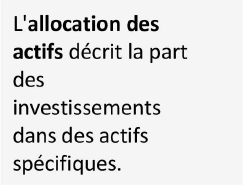 L'allocation des
actifs décrit la part
des
investissements
dans des actifs
spécifiques.